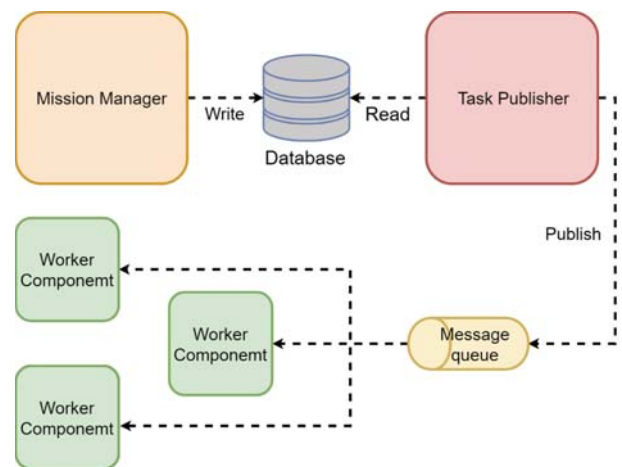 Mission Manager
Write
Database
Read
Task Publisher
Publish
Worker
Componemt
Worker
Componemt
Message
queue
Worker
Componemt